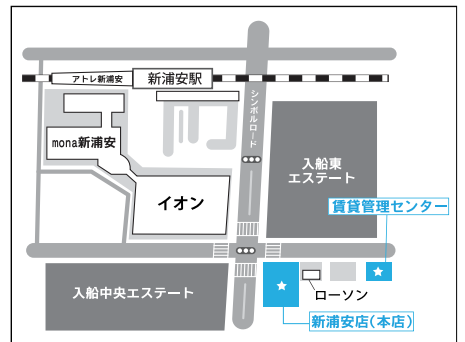 アトレ新浦安
新浦安駅
シンボルロード
mona新浦安
入船東
エステート
イオン
賃貸管理センター
入船中央エステート
ローソン
新浦安店(本店)